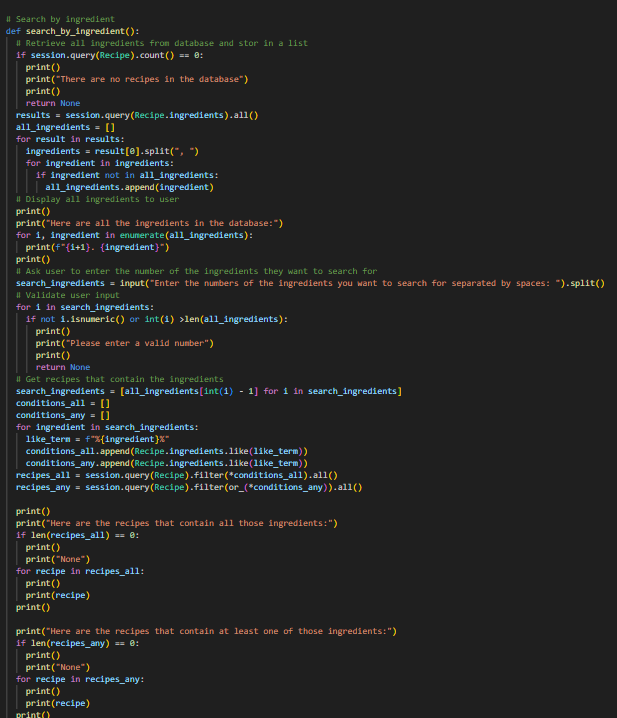 # Search by ingredient
def search_by_ingredient():
# Retrieve all ingredients from database and stor in a list
if session.query(Recipe).count() == 0:
print()
print("There are no recipes in the database")
print()
return None
results = session.query(Recipe.ingredients).all()
all_ingredients = []
for result in results:
ingredients = result[0].split(", ")
for ingredient in ingredients:
if ingredient not in all_ingredients:
all_ingredients.append(ingredient)
# Display all ingredients to user
print()
print("Here are all the ingredients in the database:")
for i, ingredient in enumerate(all_ingredients):
print(f"{i+1}. {ingredient}")
print()
# Ask user to enter the number of the ingredients they want to search for
search_ingredients = input("Enter the numbers of the ingredients you want to search for separated by spaces: ").split()
# Validate user input
for i in search_ingredients:
if not i.isnumeric() or int(i) >len(all_ingredients):
print()
print("Please enter a valid number")
print()
return None
# Get recipes that contain the ingredients
search_ingredients = [all_ingredients[int(i) - 1] for i in search_ingredients]
conditions_all = []
conditions_any = []
for ingredient in search_ingredients:
like_term = f"%{ingredient}%"
conditions_all.append(Recipe.ingredients.like(like_term))
conditions_any.append(Recipe.ingredients.like(like_term))
recipes_all = session.query(Recipe).filter(*conditions_all).all()
recipes_any = session.query(Recipe).filter(or_(*conditions_any)).all()
print()
print("Here are the recipes that contain all those ingredients:")
if len(recipes_all) == 0:
print()
print("None")
for recipe in recipes_all:
print()
print(recipe)
print()
print("Here are the recipes that contain at least one of those ingredients:")
if len(recipes_any) == 0:
print()
print("None")
for recipe in recipes_any:
print()
print(recipe)
print()